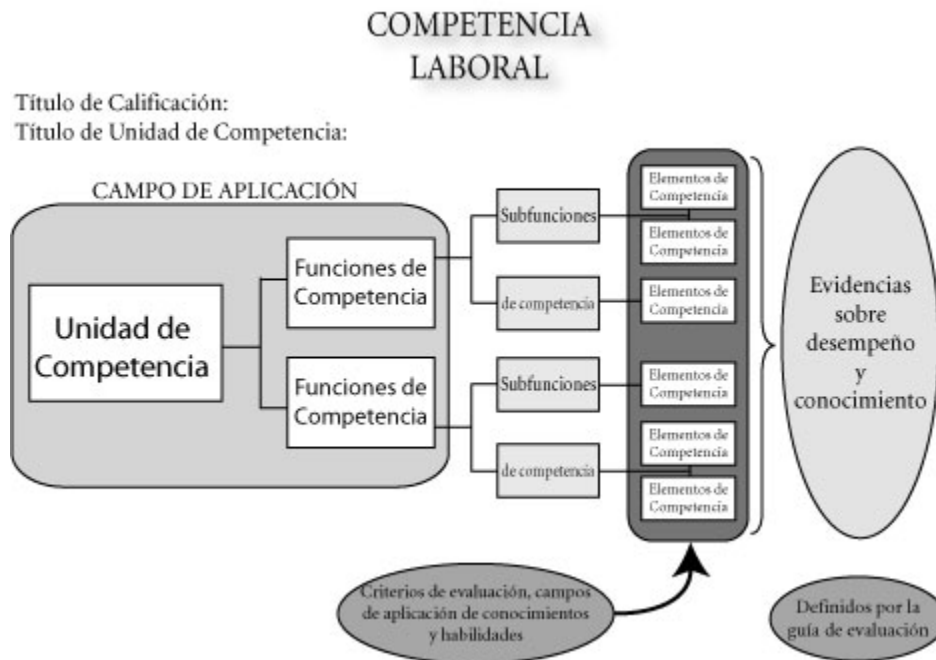 COMPETENCIA
LABORAL
Título de Calificación:
Título de Unidad de Competencia:
CAMPO DE APLICACIÓN
Unidad de
Competencia
Funciones de
Competencia
Funciones de
Competencia
Subfunciones
de competencia
Subfunciones
de competencia
Elementos de
Competencia
Elementos de
Competencia
Elementos de
Competencia
Elementos de
Competencia
Elementos de
Competencia
Elementos de
Competencia
Evidencias
sobre
desempeño
y
conocimiento
Criterios de evaluación, campos
de aplicación de conocimientos
y habilidades
Definidos por la
guía de evaluación